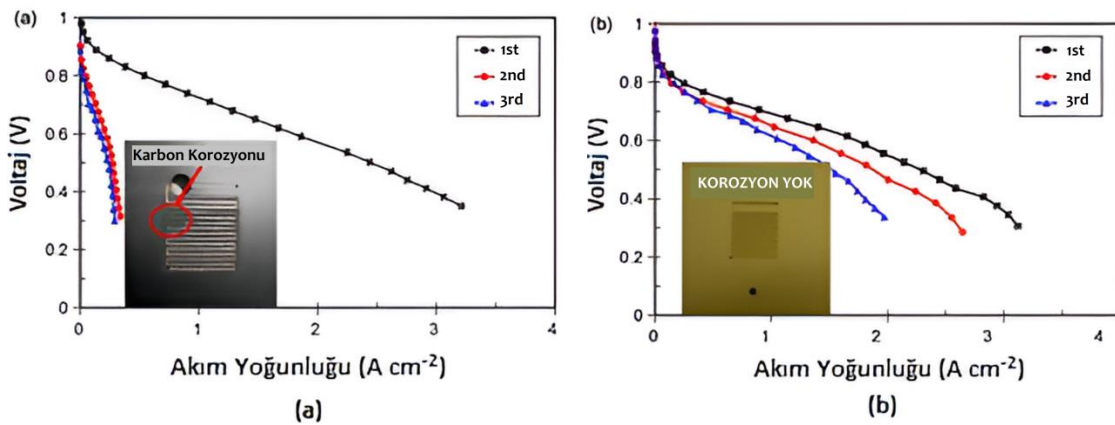 (a)
1
0.8
0.6
0.4
0.2
0
Voltaj (V)
1st
2nd
3rd
Karbon Korozyonu
0
1
2
3
4
Akım Yoğunluğu (A cm-2)
(a)
(b)
1
0.8
0.6
0.4
0.2
0
Voltaj (V)
1st
2nd
3rd
KOROZYON YOK
0
1
2
3
4
Akım Yoğunluğu (A cm-2)
(b)